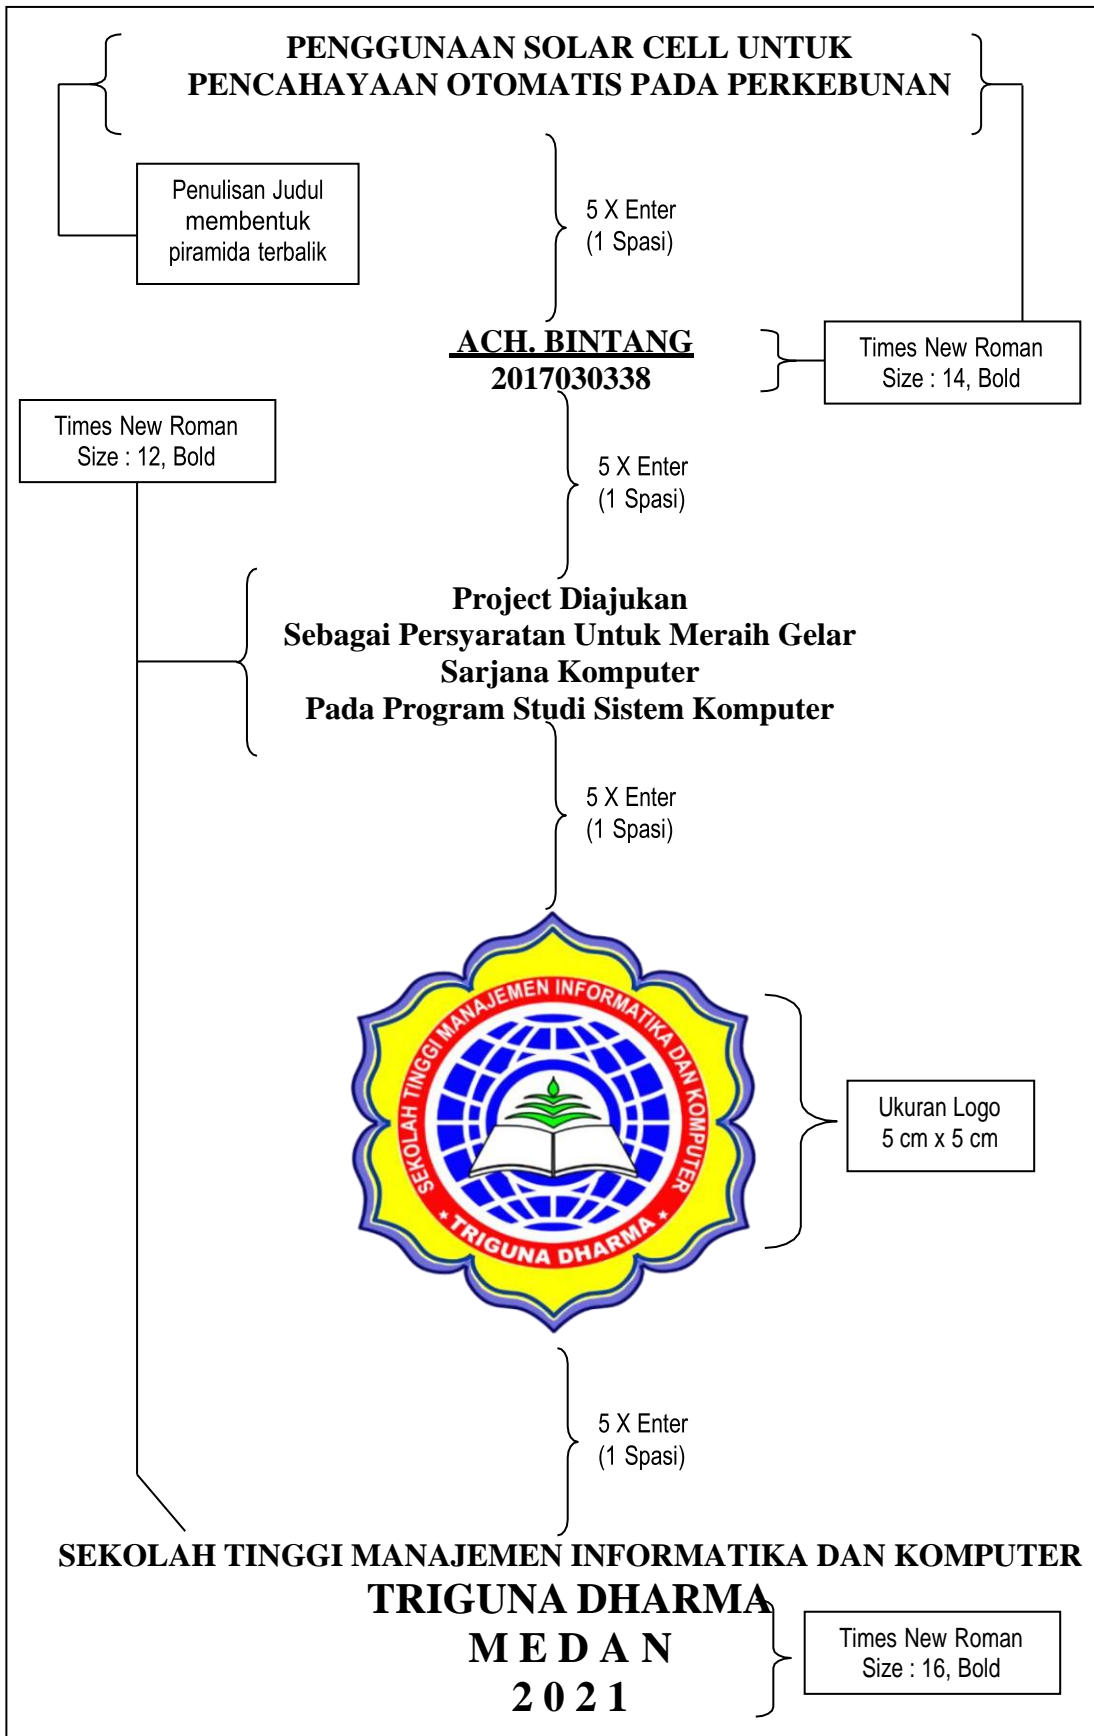 PENGGUNAAN SOLAR CELL UNTUK
PENCAHAYAAN OTOMATIS PADA PERKEBUNAN
Penulisan Judul
membentuk
piramida terbalik
5 X Enter
(1 Spasi)
ACH. BINTANG
2017030338
Times New Roman
Size : 14, Bold
Times New Roman
Size : 12, Bold
5 X Enter
(1 Spasi)
Project Diajukan
Sebagai Persyaratan Untuk Meraih Gelar
Sarjana Komputer
Pada Program Studi Sistem Komputer
5 X Enter
(1 Spasi)
SEKOLAH TINGGI MANAJEMEN INFORMATIKA DAN KOMPUTER
TRIGUNA DHARMA
Ukuran Logo
5 cm x 5 cm
5 X Enter
(1 Spasi)
SEKOLAH TINGGI MANAJEMEN INFORMATIKA DAN KOMPUTER
TRIGUNA DHARMA
M E D A N
2 0 2 1
Times New Roman
Size : 16, Bold